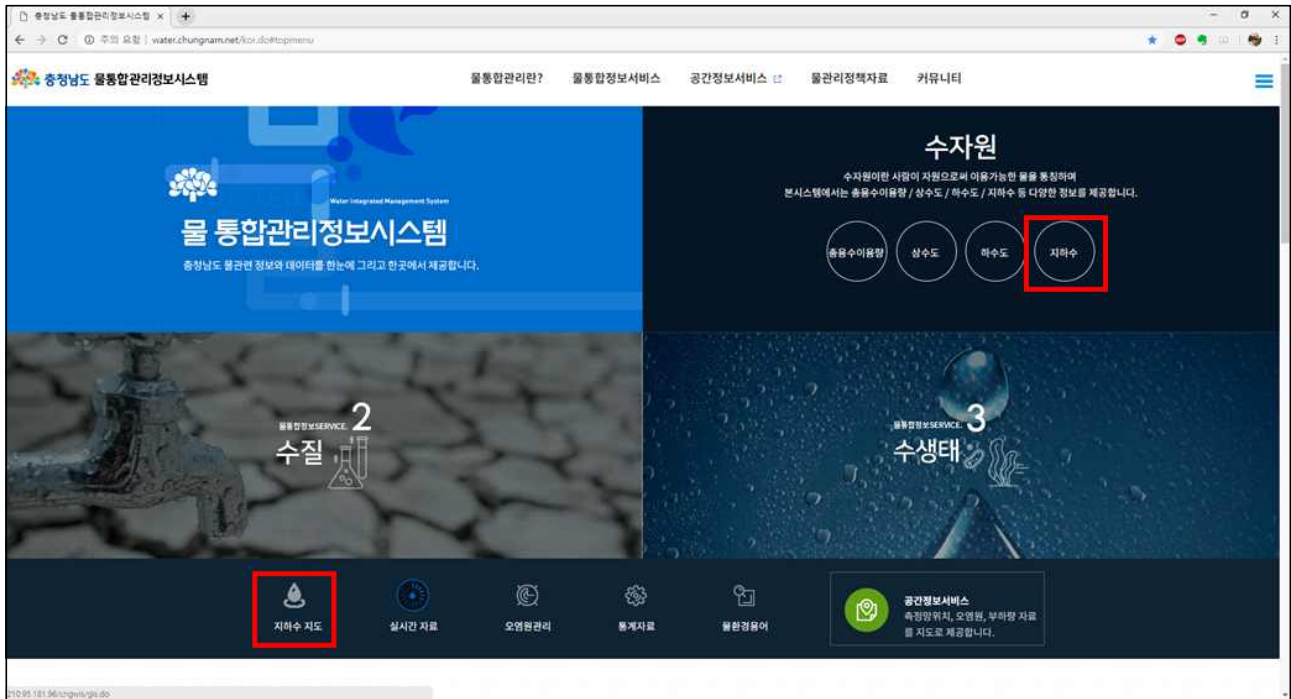 충청남도 물통합관리정보시스템
주의 요함 | water.chungnam.net/kor.do#topmenu
충청남도 물통합관리정보시스템
물통합관리란? 물통합정보서비스 공간정보서비스 물관리정책자료 커뮤니티
Water Integrated Management System
물 통합관리정보시스템
충청남도 물관련 정보와 데이터를 한눈에 그리고 한곳에서 제공합니다.
수자원
수자원이란 사람이 자원으로써 이용가능한 물을 통칭하며
본시스템에서는 총용수이용량 / 상수도 / 하수도 / 지하수 등 다양한 정보를 제공합니다.
총용수이용량 상수도 하수도 지하수
물통합정보SERVICE. 2
수질
물통합정보SERVICE. 3
수생태
지하수 지도 실시간 자료 오염원관리 통계자료 물환경용어
공간정보서비스
측정망위치, 오염원, 부하량 자료
를 지도로 제공합니다.
210.95.181.96/cngwis/gis.do